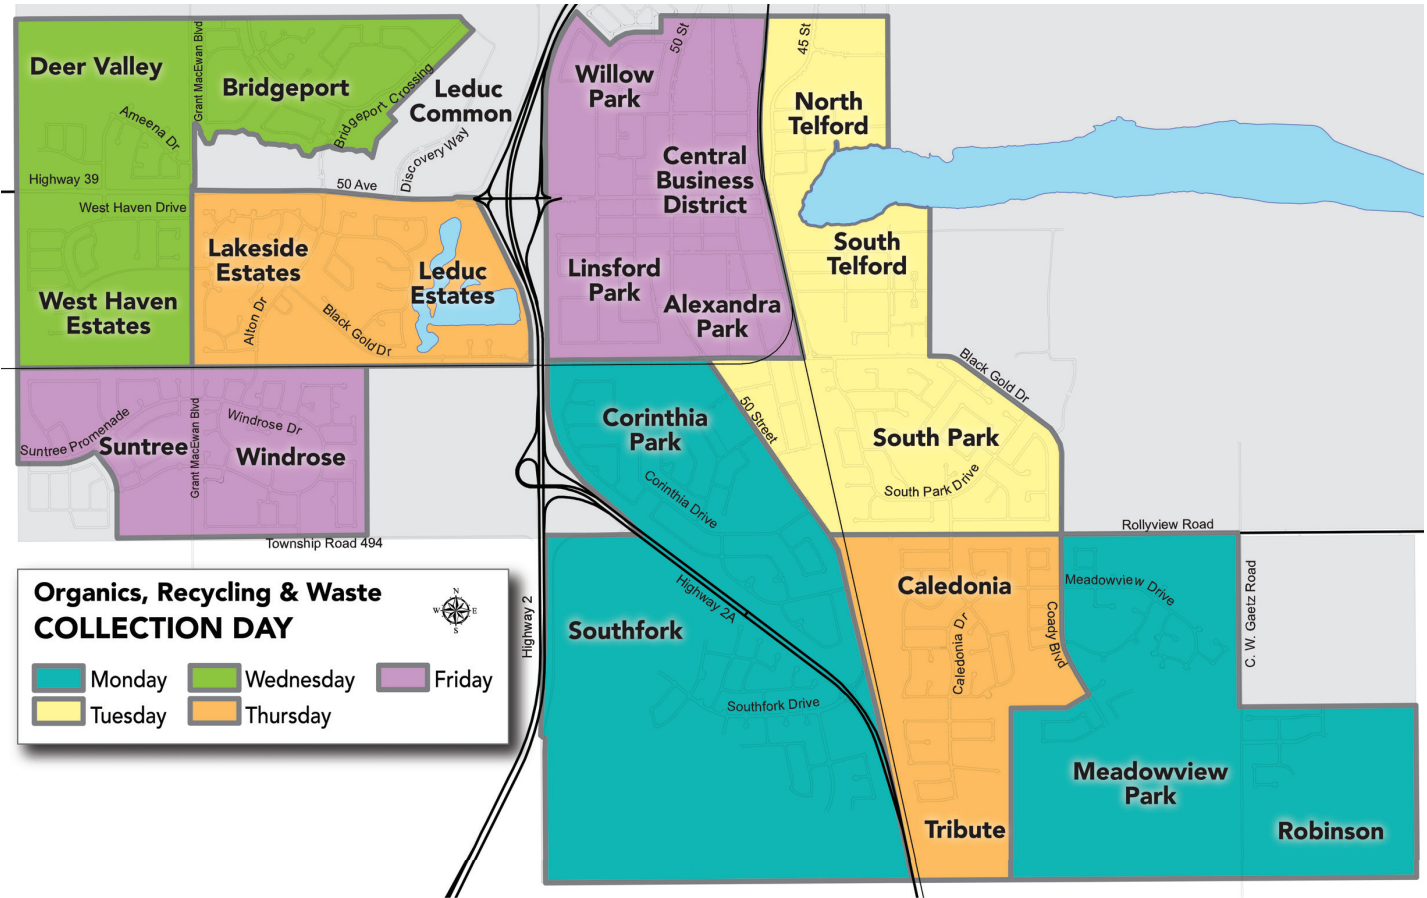 Deer Valley
Grant MacEwan Blvd
Bridgeport
Bridgeport Crossing
Leduc
Common
Ameena Dr
Discovery Way
Highway 39
50 Ave
West Haven Drive
Lakeside
Estates
Leduc
Estates
West Haven
Estates
Alton Dr
Black Gold Dr
Willow
Park
50 St
45 St
North
Telford
Central
Business
District
South
Telford
Linsford
Park
Alexandra
Park
Black Gold Dr
Suntree Promenade
Suntree
Grant MacEwan Blvd
Windrose Dr
Windrose
Township Road 494
Corinthia
Park
50 Street
Corinthia Drive
South Park
South Park Drive
Rollyview Road
Organics, Recycling & Waste
COLLECTION DAY
N
W
E
S
Monday
Wednesday
Friday
Tuesday
Thursday
Highway 2
Highway 2A
Southfork
Southfork Drive
Caledonia
Caledonia Dr
Coady Blvd
Meadowview Drive
C. W. Gaetz Road
Meadowview
Park
Tribute
Robinson